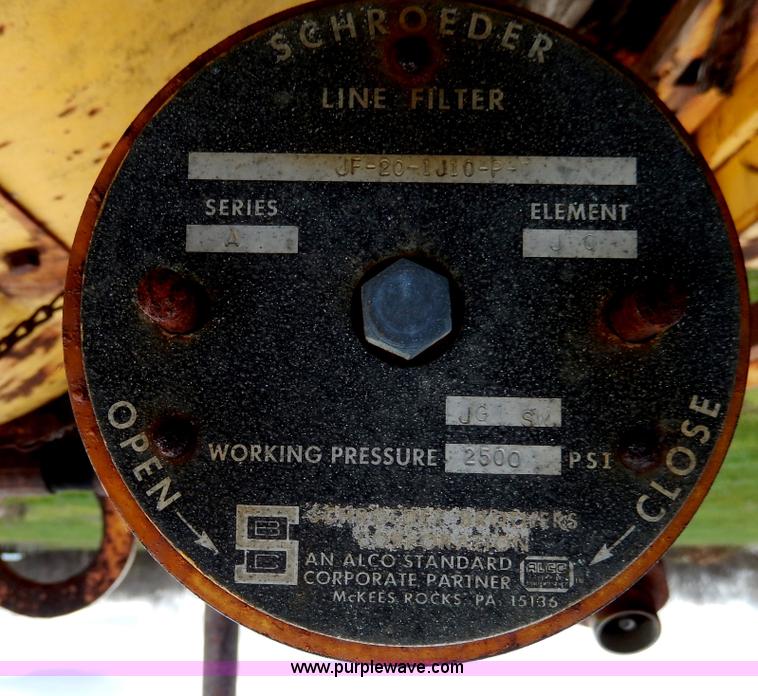 SCHROEDER
LINE FILTER
JF-20-1J10-P-
SERIES
ELEMENT
A
J
JG S
WORKING PRESSURE 2500 PSI
OPEN
CLOSE
AN ALCO STANDARD
CORPORATE PARTNER
ALCO
McKEES ROCKS, PA. 15136
www.purplewave.com